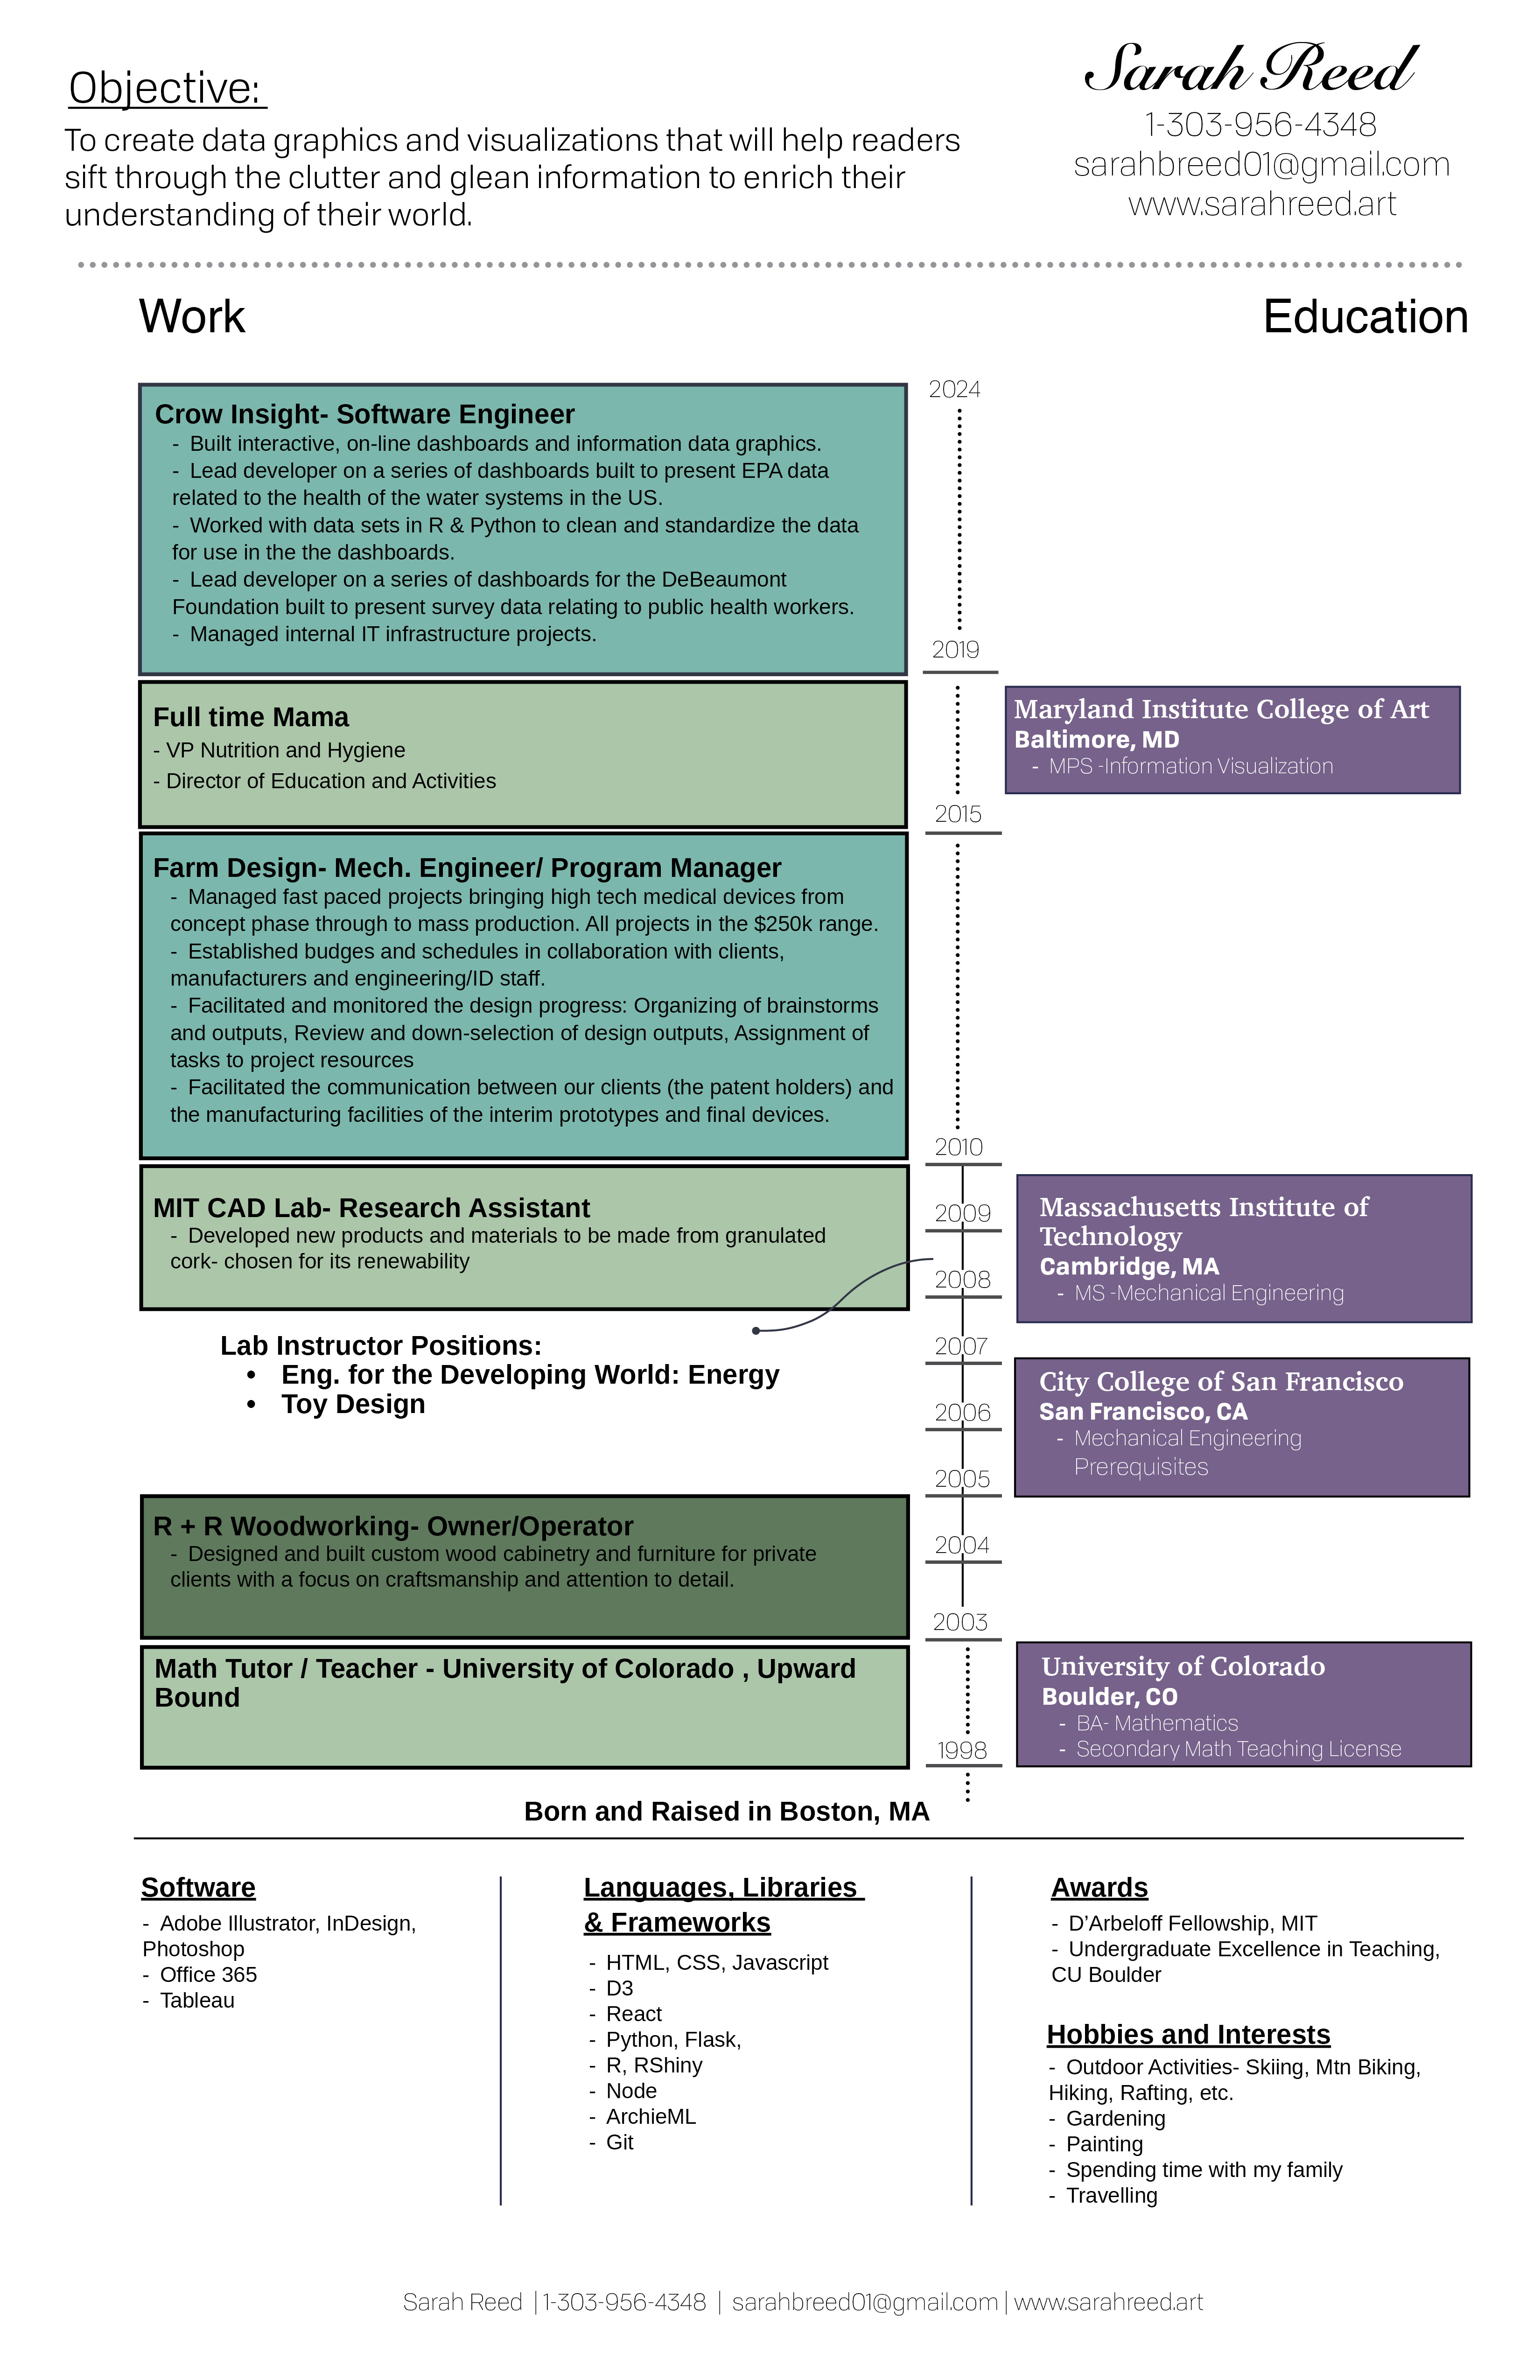 Objective:
To create data graphics and visualizations that will help readers
sift through the clutter and glean information to enrich their
understanding of their world.
Sarah Reed
1-303-956-4348
sarahbreed01@gmail.com
www.sarahreed.art
Work
Education
Crow Insight- Software Engineer
- Built interactive, on-line dashboards and information data graphics.
- Lead developer on a series of dashboards built to present EPA data
related to the health of the water systems in the US.
- Worked with data sets in R & Python to clean and standardize the data
for use in the the dashboards.
- Lead developer on a series of dashboards for the DeBeaumont
Foundation built to present survey data relating to public health workers.
- Managed internal IT infrastructure projects.
2024
2019
Full time Mama
- VP Nutrition and Hygiene
- Director of Education and Activities
Maryland Institute College of Art
Baltimore, MD
- MPS -Information Visualization
2015
Farm Design- Mech. Engineer/ Program Manager
- Managed fast paced projects bringing high tech medical devices from
concept phase through to mass production. All projects in the $250k range.
- Established budgets and schedules in collaboration with clients,
manufacturers and engineering/ID staff.
- Facilitated and monitored the design progress: Organizing of brainstorms
and outputs, Review and down-selection of design outputs, Assignment of
tasks to project resources
- Facilitated the communication between our clients (the patent holders) and
the manufacturing facilities of the interim prototypes and final devices.
2010
MIT CAD Lab- Research Assistant
- Developed new products and materials to be made from granulated
cork- chosen for its renewability
2009
2008
Massachusetts Institute of
Technology
Cambridge, MA
- MS -Mechanical Engineering
Lab Instructor Positions:
• Eng. for the Developing World: Energy
• Toy Design
2007
2006
2005
City College of San Francisco
San Francisco, CA
- Mechanical Engineering
Prerequisites
R + R Woodworking- Owner/Operator
- Designed and built custom wood cabinetry and furniture for private
clients with a focus on craftsmanship and attention to detail.
2004
2003
Math Tutor / Teacher - University of Colorado , Upward
Bound
1998
University of Colorado
Boulder, CO
- BA- Mathematics
- Secondary Math Teaching License
Born and Raised in Boston, MA
Software
- Adobe Illustrator, InDesign,
Photoshop
- Office 365
- Tableau
Languages, Libraries
& Frameworks
- HTML, CSS, Javascript
- D3
- React
- Python, Flask,
- R, RShiny
- Node
- ArchieML
- Git
Awards
- D’Arbeloff Fellowship, MIT
- Undergraduate Excellence in Teaching,
CU Boulder
Hobbies and Interests
- Outdoor Activities- Skiing, Mtn Biking,
Hiking, Rafting, etc.
- Gardening
- Painting
- Spending time with my family
- Travelling
Sarah Reed | 1-303-956-4348 | sarahbreed01@gmail.com | www.sarahreed.art